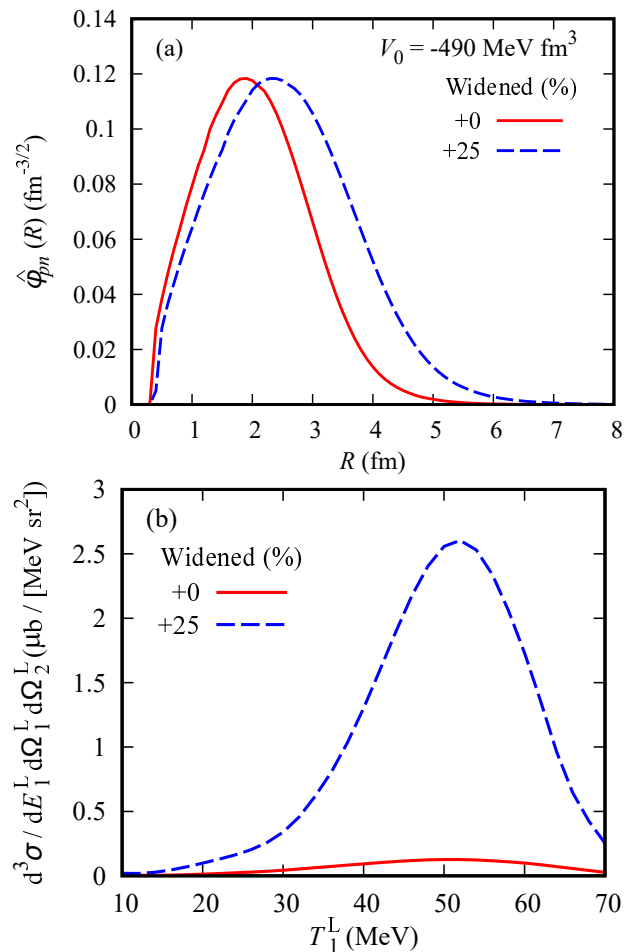 (a)
V₀ = -490 MeV fm³
Widened (%)
+0
+25
0.14
0.12
0.1
0.08
0.06
0.04
0.02
0
φ̂ₚₙ (R) (fm⁻³ᐟ²)
0 1 2 3 4 5 6 7 8
R (fm)
(b)
Widened (%)
+0
+25
3
2.5
2
1.5
1
0.5
0
d³σ / dE₁ᴸ dΩ₁ᴸ dΩ₂ᴸ (μb / [MeV sr²])
10 20 30 40 50 60 70
T₁ᴸ (MeV)